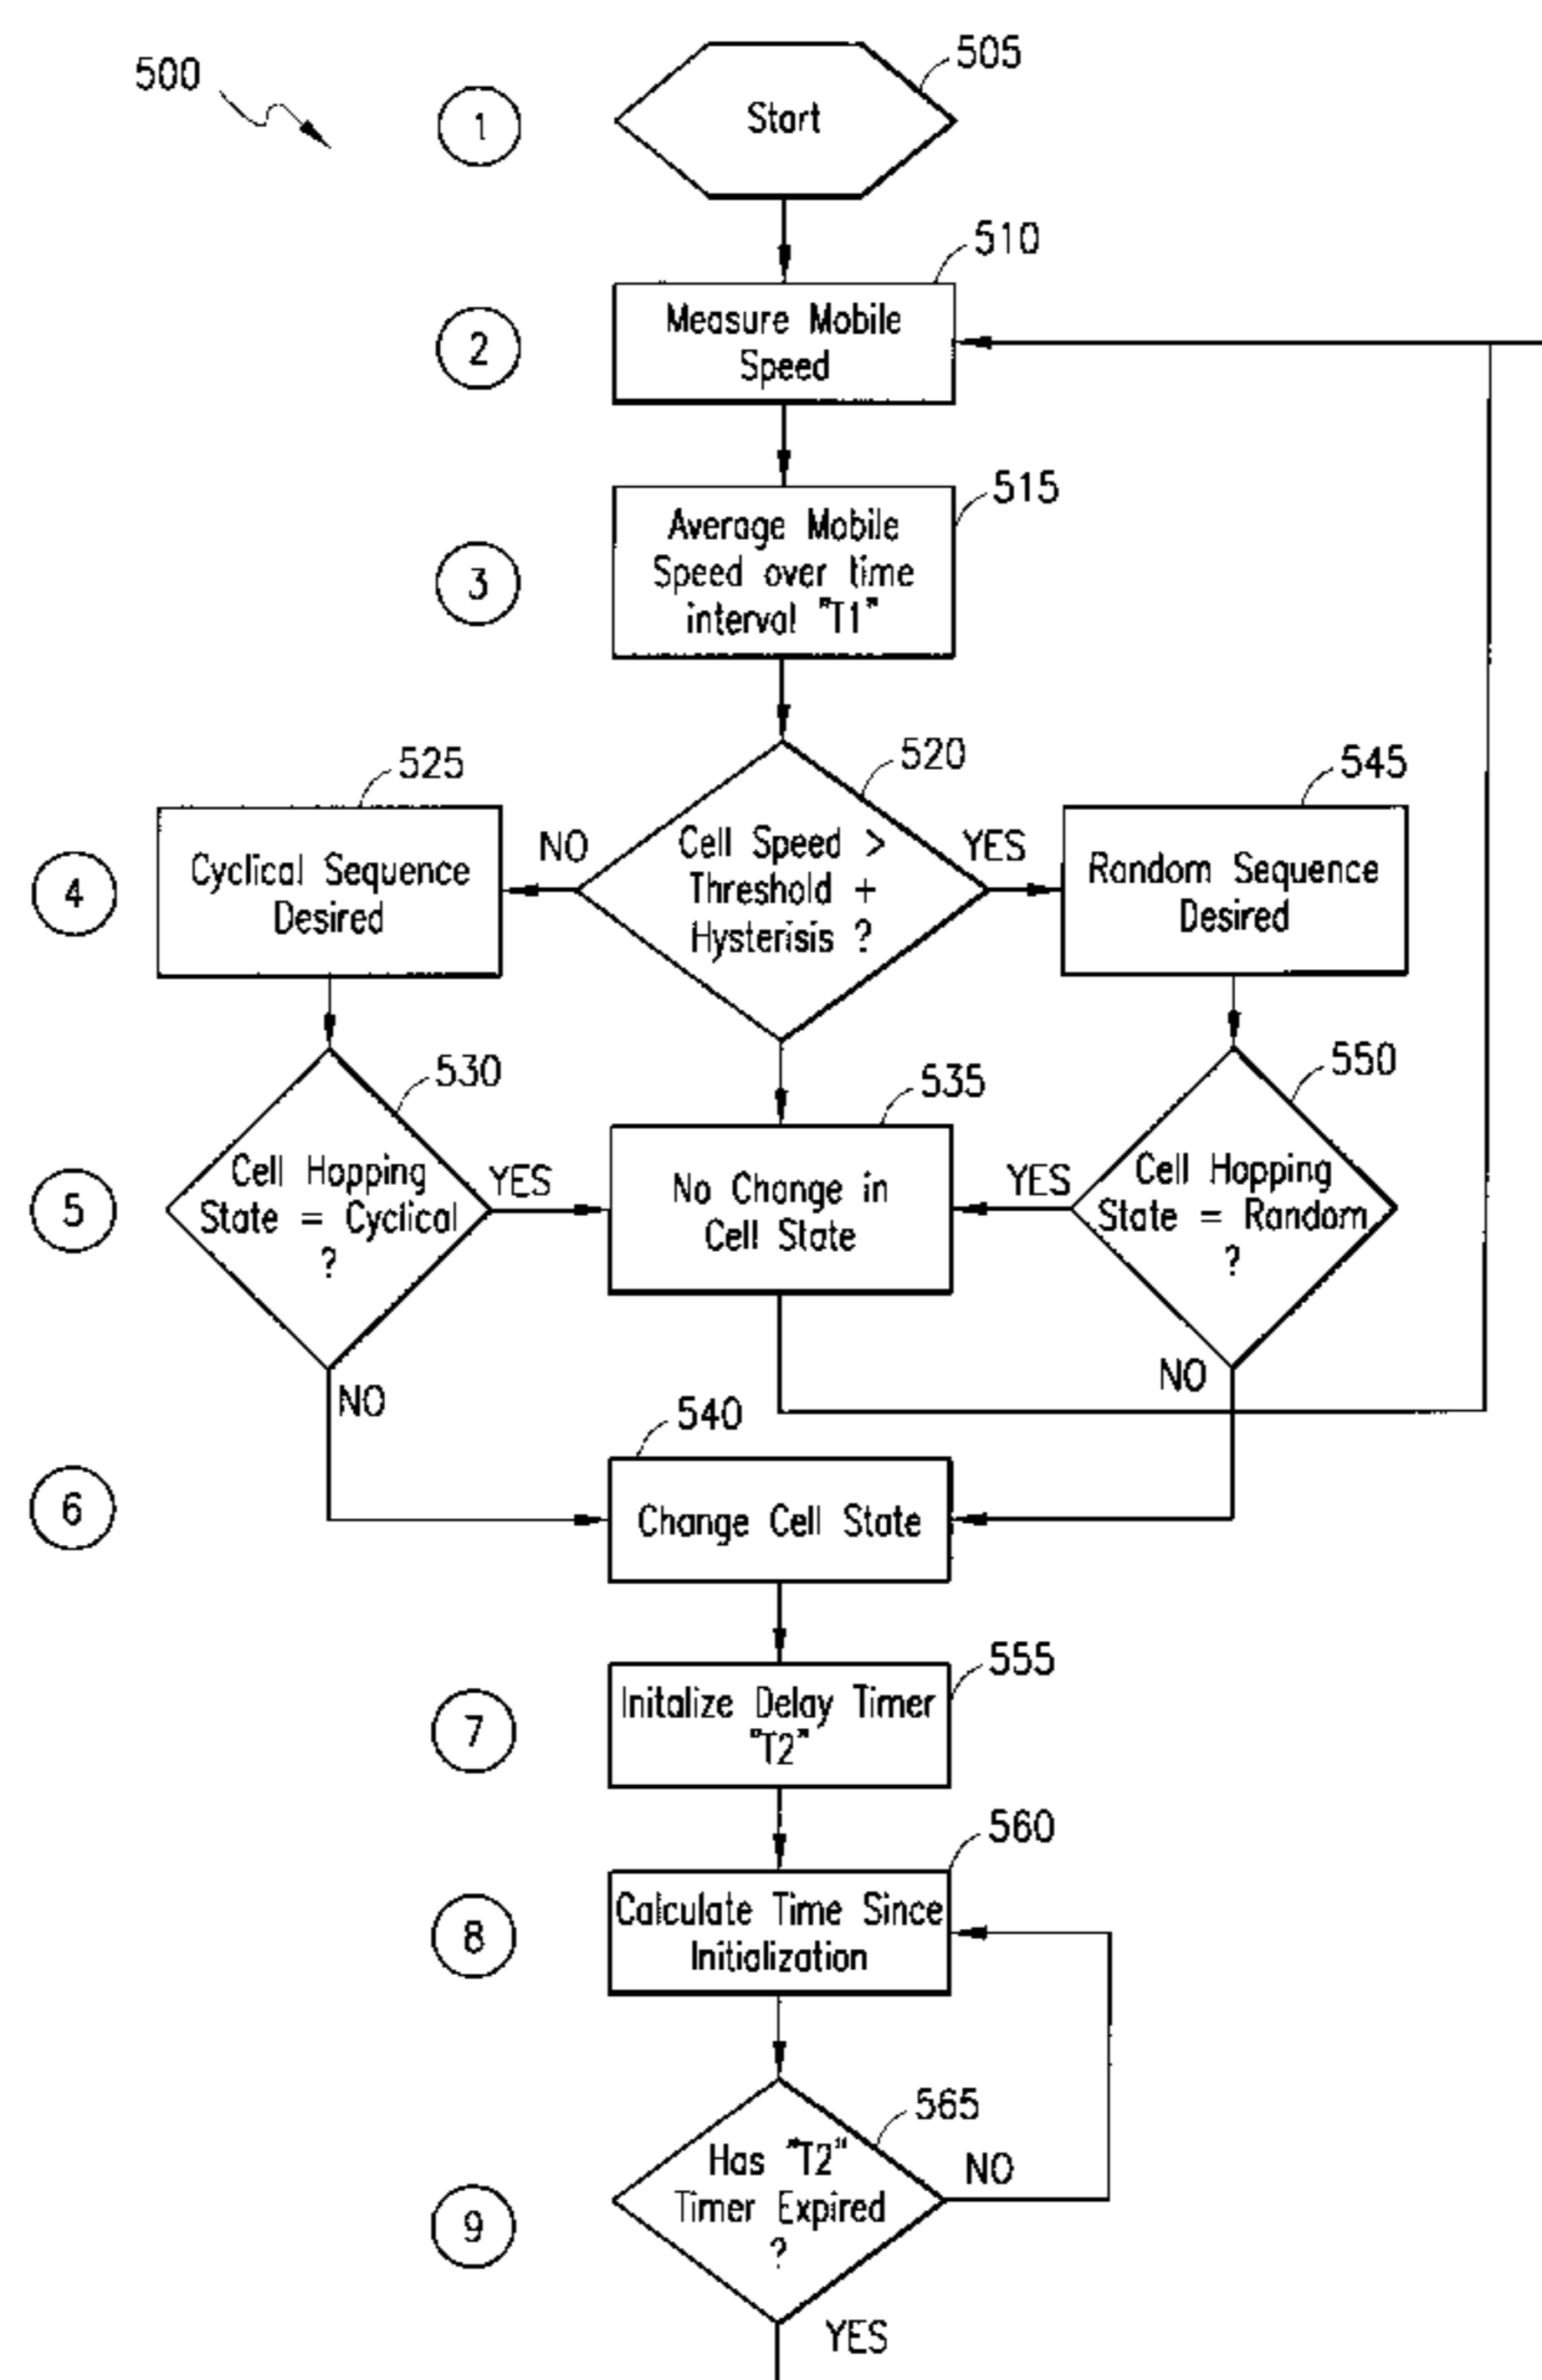 500
505
1
Start
510
2
Measure Mobile
Speed
515
3
Average Mobile
Speed over time
interval "T1"
525
520
545
4
Cyclical Sequence
Desired
NO
Cell Speed >
Threshold +
Hysterisis ?
YES
Random Sequence
Desired
530
535
550
5
Cell Hopping
State = Cyclical
?
YES
No Change in
Cell State
YES
Cell Hopping
State = Random
?
NO
NO
540
6
Change Cell State
555
7
Initalize Delay Timer
"T2"
560
8
Calculate Time Since
Initialization
565
9
Has "T2"
Timer Expired
?
NO
YES